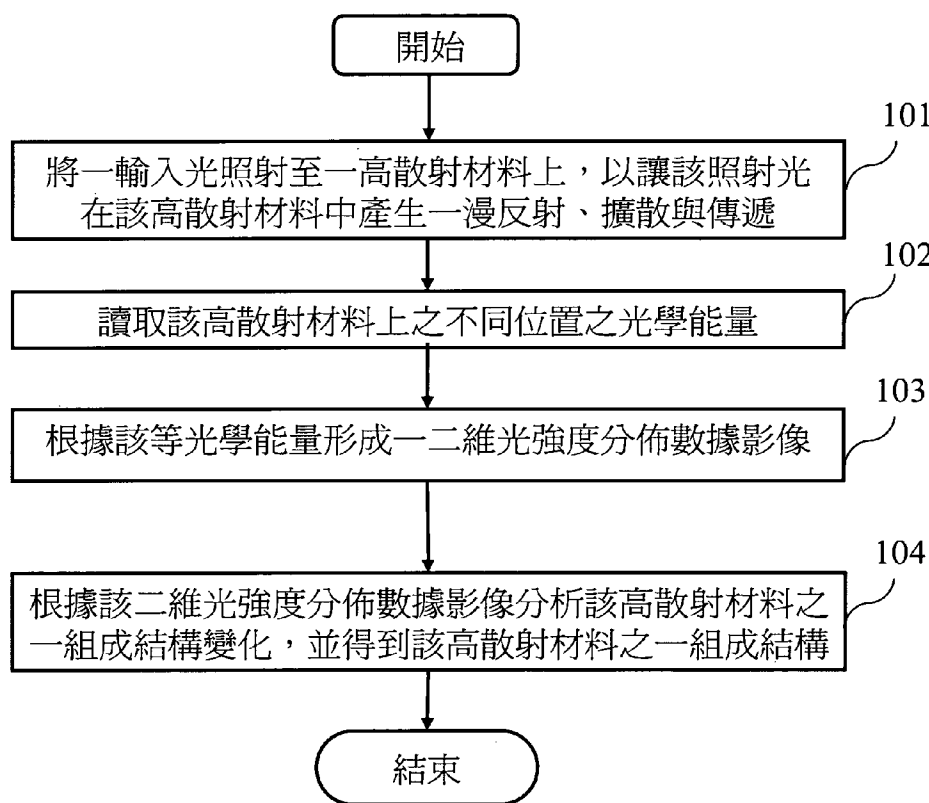 開始
101
將一輸入光照射至一高散射材料上，以讓該照射光
在該高散射材料中產生一漫反射、擴散與傳遞
102
讀取該高散射材料上之不同位置之光學能量
103
根據該等光學能量形成一二維光強度分佈數據影像
104
根據該二維光強度分佈數據影像分析該高散射材料之
一組成結構變化，並得到該高散射材料之一組成結構
結束